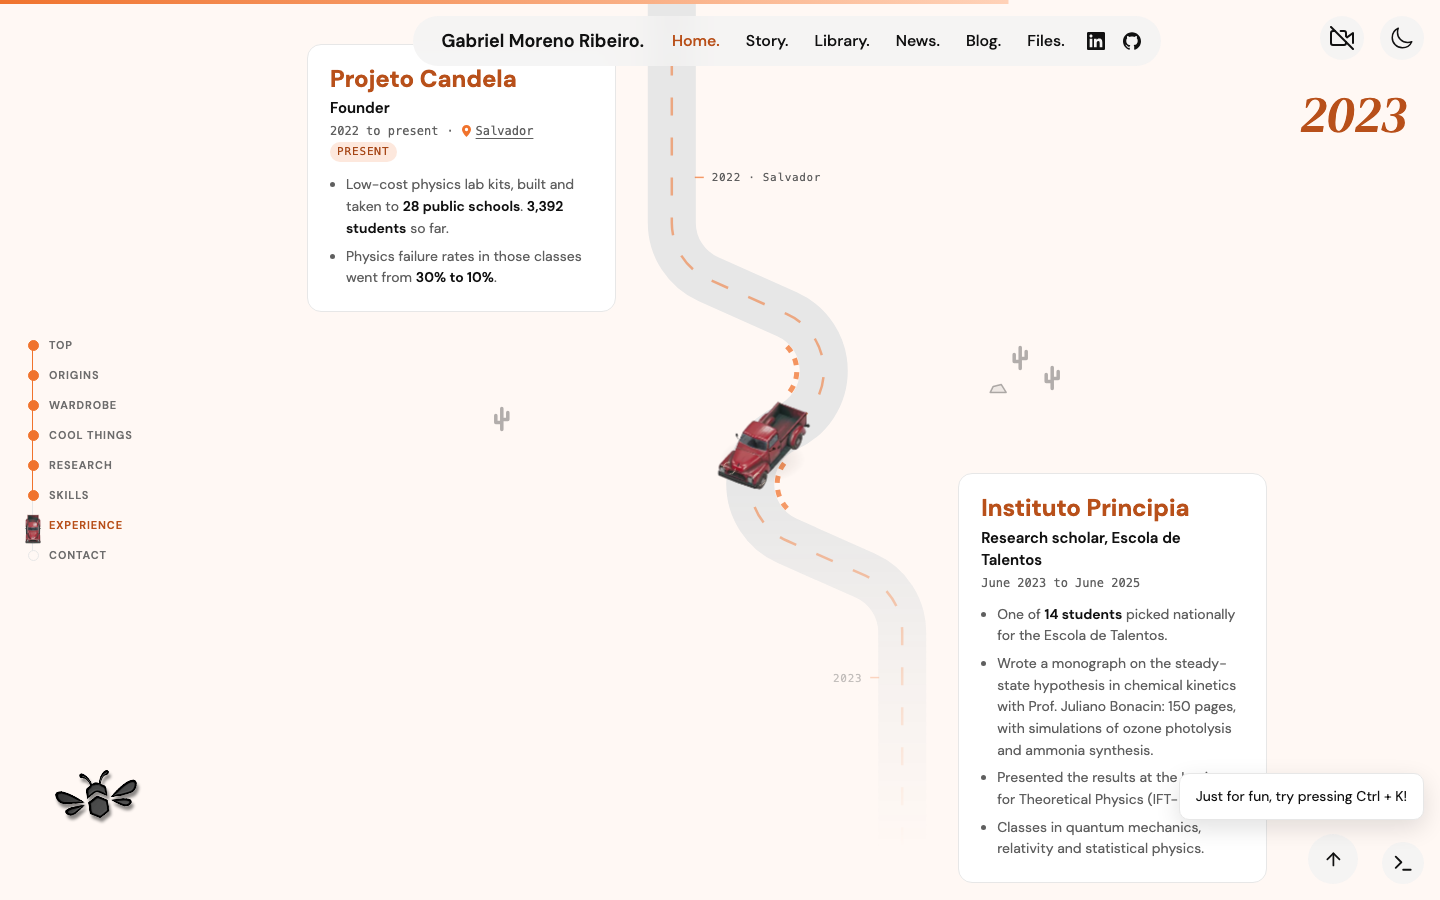 Gabriel Moreno Ribeiro. Home. Story. Library. News. Blog. Files.
2023
Projeto Candela
Founder
2022 to present · Salvador
PRESENT
Low-cost physics lab kits, built and
taken to 28 public schools. 3,392
students so far.
Physics failure rates in those classes
went from 30% to 10%.
2022 · Salvador
TOP
ORIGINS
WARDROBE
COOL THINGS
RESEARCH
SKILLS
EXPERIENCE
CONTACT
Instituto Principia
Research scholar, Escola de
Talentos
June 2023 to June 2025
One of 14 students picked nationally
for the Escola de Talentos.
Wrote a monograph on the steady-
state hypothesis in chemical kinetics
with Prof. Juliano Bonacin: 150 pages,
with simulations of ozone photolysis
and ammonia synthesis.
Presented the results at the
for Theoretical Physics (IFT-
Classes in quantum mechanics,
relativity and statistical physics.
2023
Just for fun, try pressing Ctrl + K!